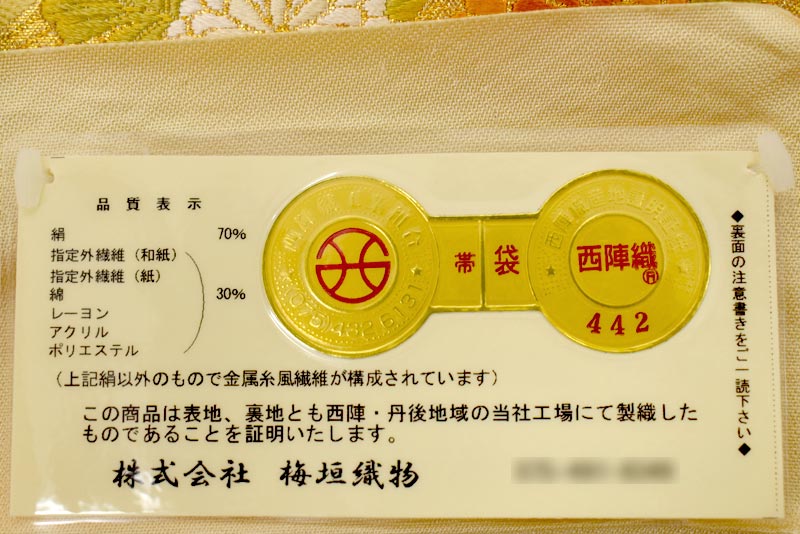 品質表示
絹 70%
指定外繊維（和紙）
指定外繊維（紙）
綿 30%
レーヨン
アクリル
ポリエステル
（上記絹以外のもので金属糸風繊維が構成されています）
帯 袋
西陣織
R
442
この商品は表地、裏地とも西陣・丹後地域の当社工場にて製織した
ものであることを証明いたします。
株式会社 梅垣織物
◆裏面の注意書きをご一読下さい◆